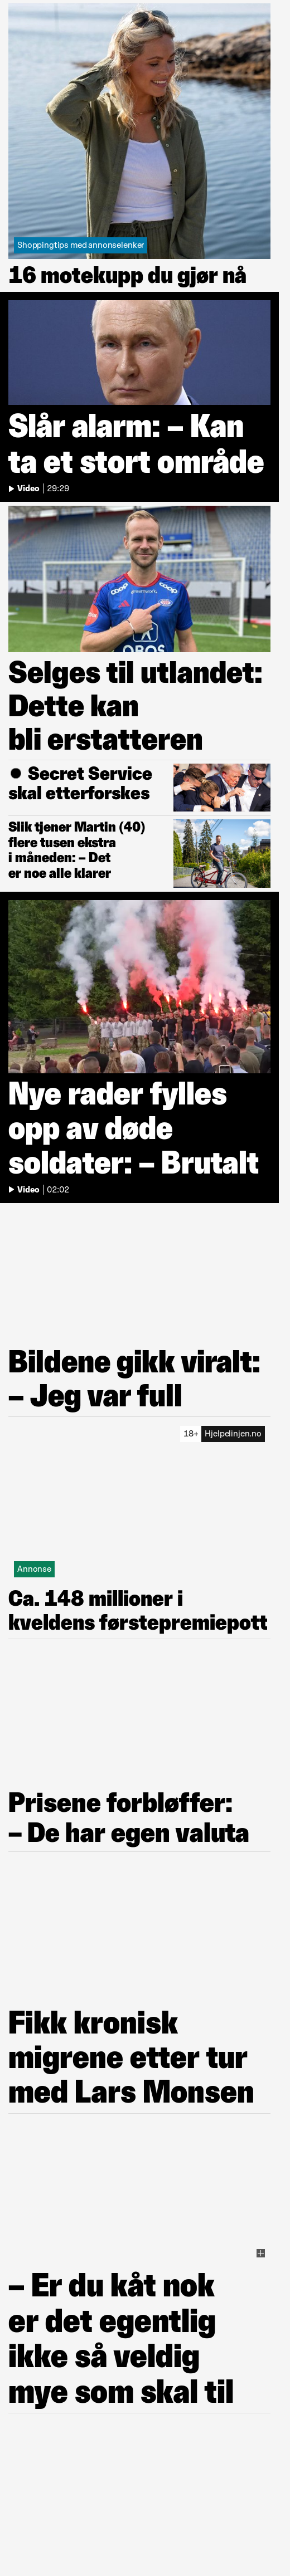 Shoppingtips med annonselenker
16 motekupp du gjør nå
Slår alarm: – Kan
ta et stort område
Video | 29:29
OBOS
Selges til utlandet:
Dette kan
bli erstatteren
Secret Service
skal etterforskes
Slik tjener Martin (40)
flere tusen ekstra
i måneden: – Det
er noe alle klarer
Nye rader fylles
opp av døde
soldater: – Brutalt
Video | 02:02
Bildene gikk viralt:
– Jeg var full
18+ Hjelpelinjen.no
Annonse
Ca. 148 millioner i
kveldens førstepremiepott
Prisene forbløffer:
– De har egen valuta
Fikk kronisk
migrene etter tur
med Lars Monsen
– Er du kåt nok
er det egentlig
ikke så veldig
mye som skal til